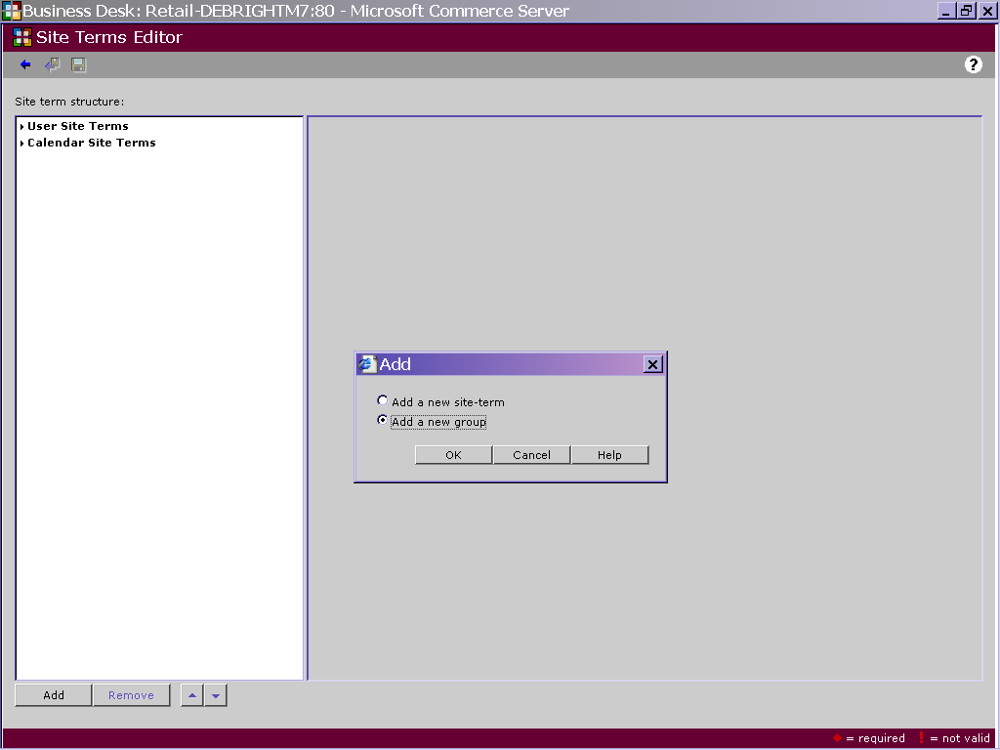 Business Desk: Retail-DEBRIGHTM7:80 - Microsoft Commerce Server
Site Terms Editor
?
Site term structure:
User Site Terms
Calendar Site Terms
Add
Add a new site-term
Add a new group
OK Cancel Help
Add Remove
= required ! = not valid